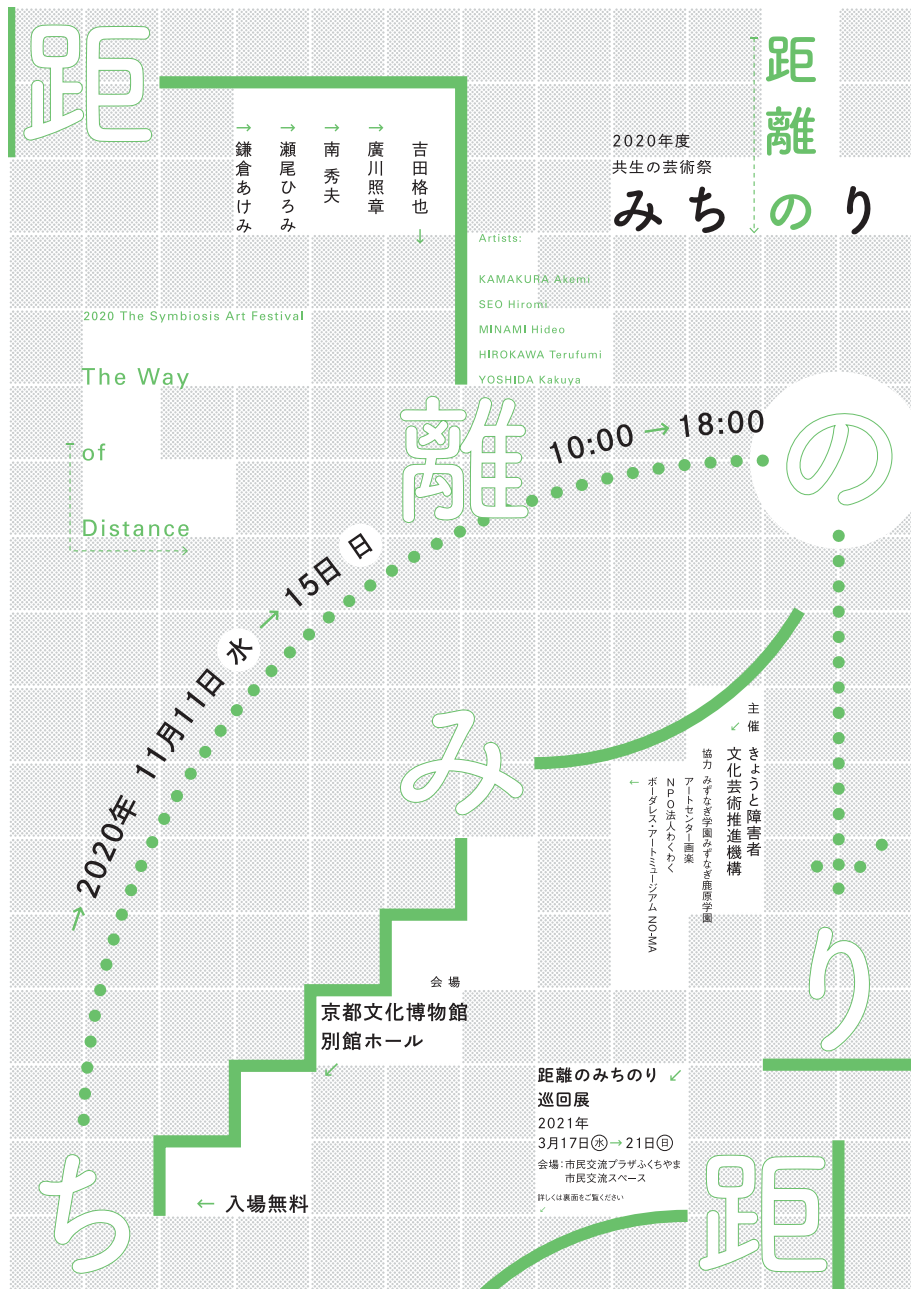 距離のみちのり距
距離
2020年度
共生の芸術祭
みちのり
鎌倉あけみ
瀬尾ひろみ
南 秀夫
廣川照章
吉田格也
Artists:
KAMAKURA Akemi
SEO Hiromi
MINAMI Hideo
HIROKAWA Terufumi
YOSHIDA Kakuya
2020 The Symbiosis Art Festival
The Way
of
Distance
→ 2020年 11月11日 水 → 15日 日
10:00 → 18:00
主催 きょうと障害者
文化芸術推進機構
協力 みずなぎ学園みずなぎ鹿原学園
アートセンター画楽
NPO法人わくわく
ボーダレス・アートミュージアム NO-MA
会場
京都文化博物館
別館ホール
← 入場無料
距離のみちのり
巡回展
2021年
3月17日水→21日日
会場:市民交流プラザふくちやま
市民交流スペース
詳しくは裏面をご覧ください